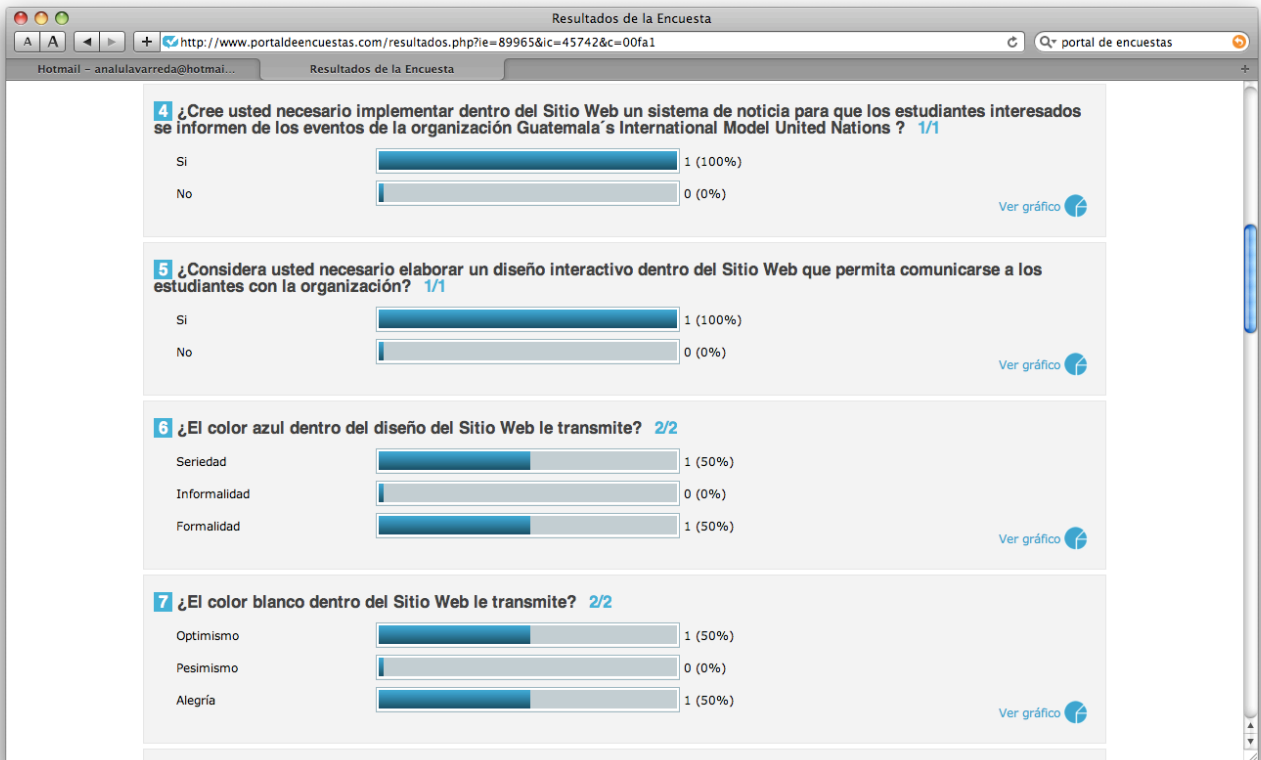 Resultados de la Encuesta
A A + http://www.portaldeencuestas.com/resultados.php?ie=89965&ic=45742&c=00fa1 portal de encuestas
Hotmail – analulavarreda@hotmai... Resultados de la Encuesta +
4 ¿Cree usted necesario implementar dentro del Sitio Web un sistema de noticia para que los estudiantes interesados
se informen de los eventos de la organización Guatemala´s International Model United Nations ? 1/1
Si 1 (100%)
No 0 (0%)
Ver gráfico
5 ¿Considera usted necesario elaborar un diseño interactivo dentro del Sitio Web que permita comunicarse a los
estudiantes con la organización? 1/1
Si 1 (100%)
No 0 (0%)
Ver gráfico
6 ¿El color azul dentro del diseño del Sitio Web le transmite? 2/2
Seriedad 1 (50%)
Informalidad 0 (0%)
Formalidad 1 (50%)
Ver gráfico
7 ¿El color blanco dentro del Sitio Web le transmite? 2/2
Optimismo 1 (50%)
Pesimismo 0 (0%)
Alegría 1 (50%)
Ver gráfico